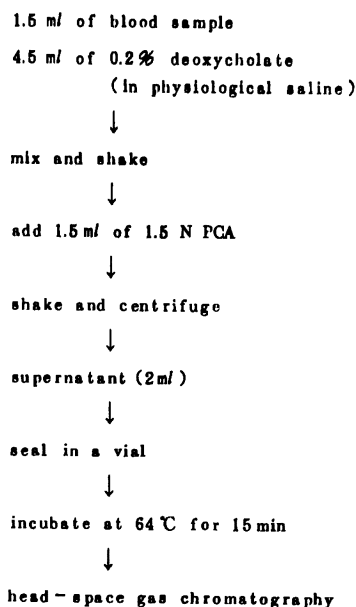 1.5 ml of blood sample
4.5 ml of 0.2% deoxycholate
(in physiological saline)
↓
mix and shake
↓
add 1.5 ml of 1.5 N PCA
↓
shake and centrifuge
↓
supernatant (2 ml)
↓
seal in a vial
↓
incubate at 64 ℃ for 15 min
↓
head-space gas chromatography